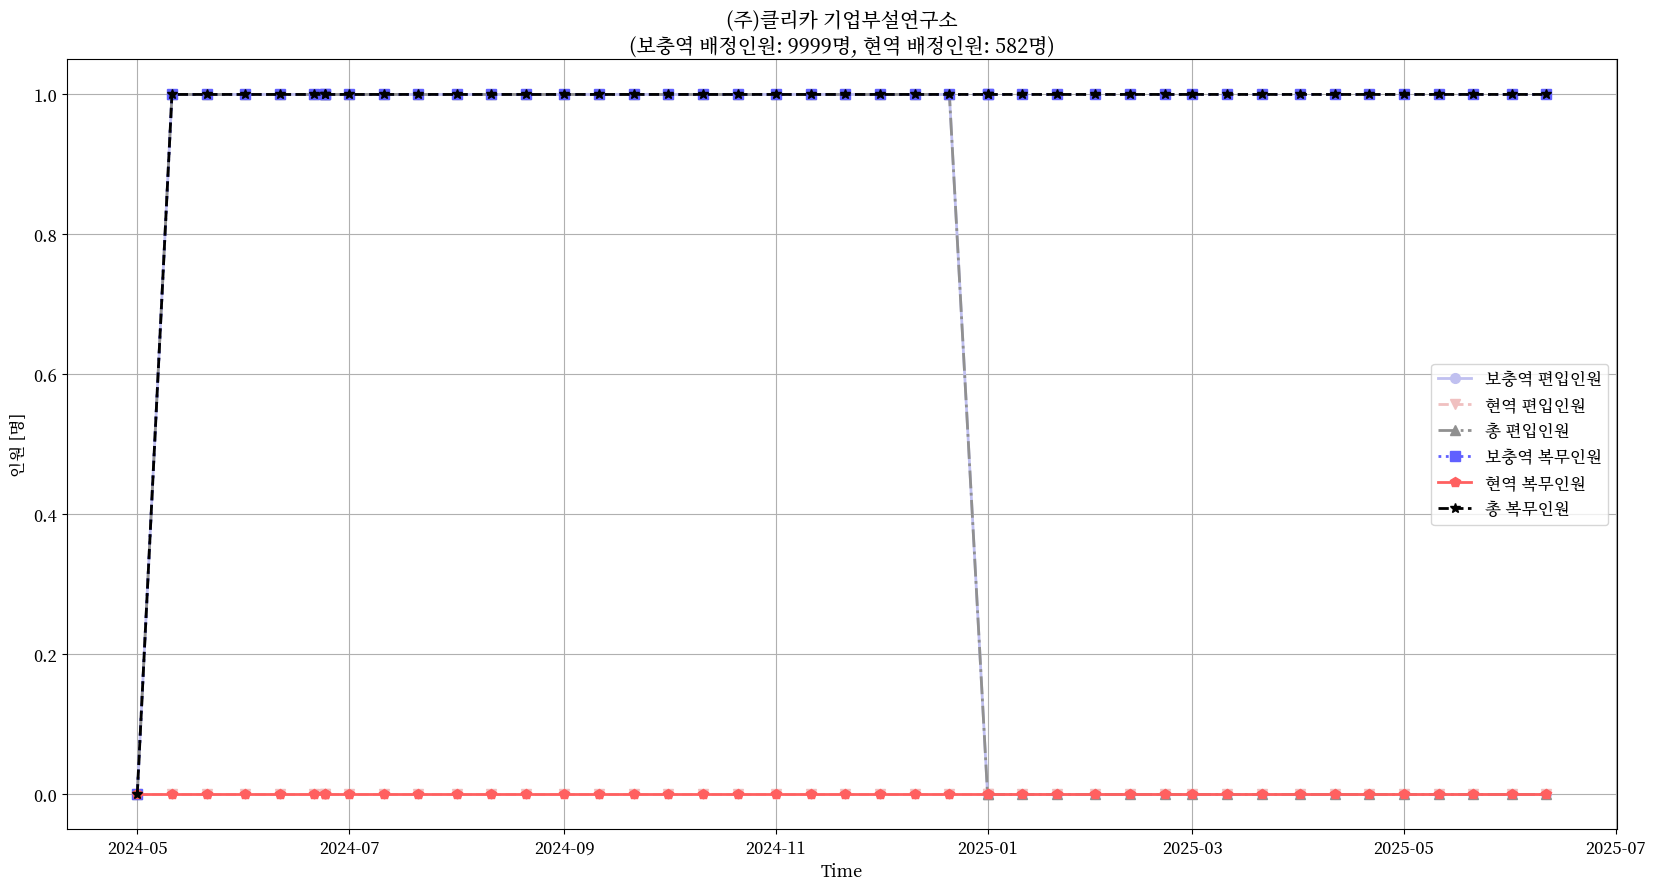 (주)클리카 기업부설연구소
(보충역 배정인원: 9999명, 현역 배정인원: 582명)
인원 [명]
1.0
0.8
0.6
0.4
0.2
0.0
보충역 편입인원
현역 편입인원
총 편입인원
보충역 복무인원
현역 복무인원
총 복무인원
2024-05 2024-07 2024-09 2024-11 2025-01 2025-03 2025-05 2025-07
Time